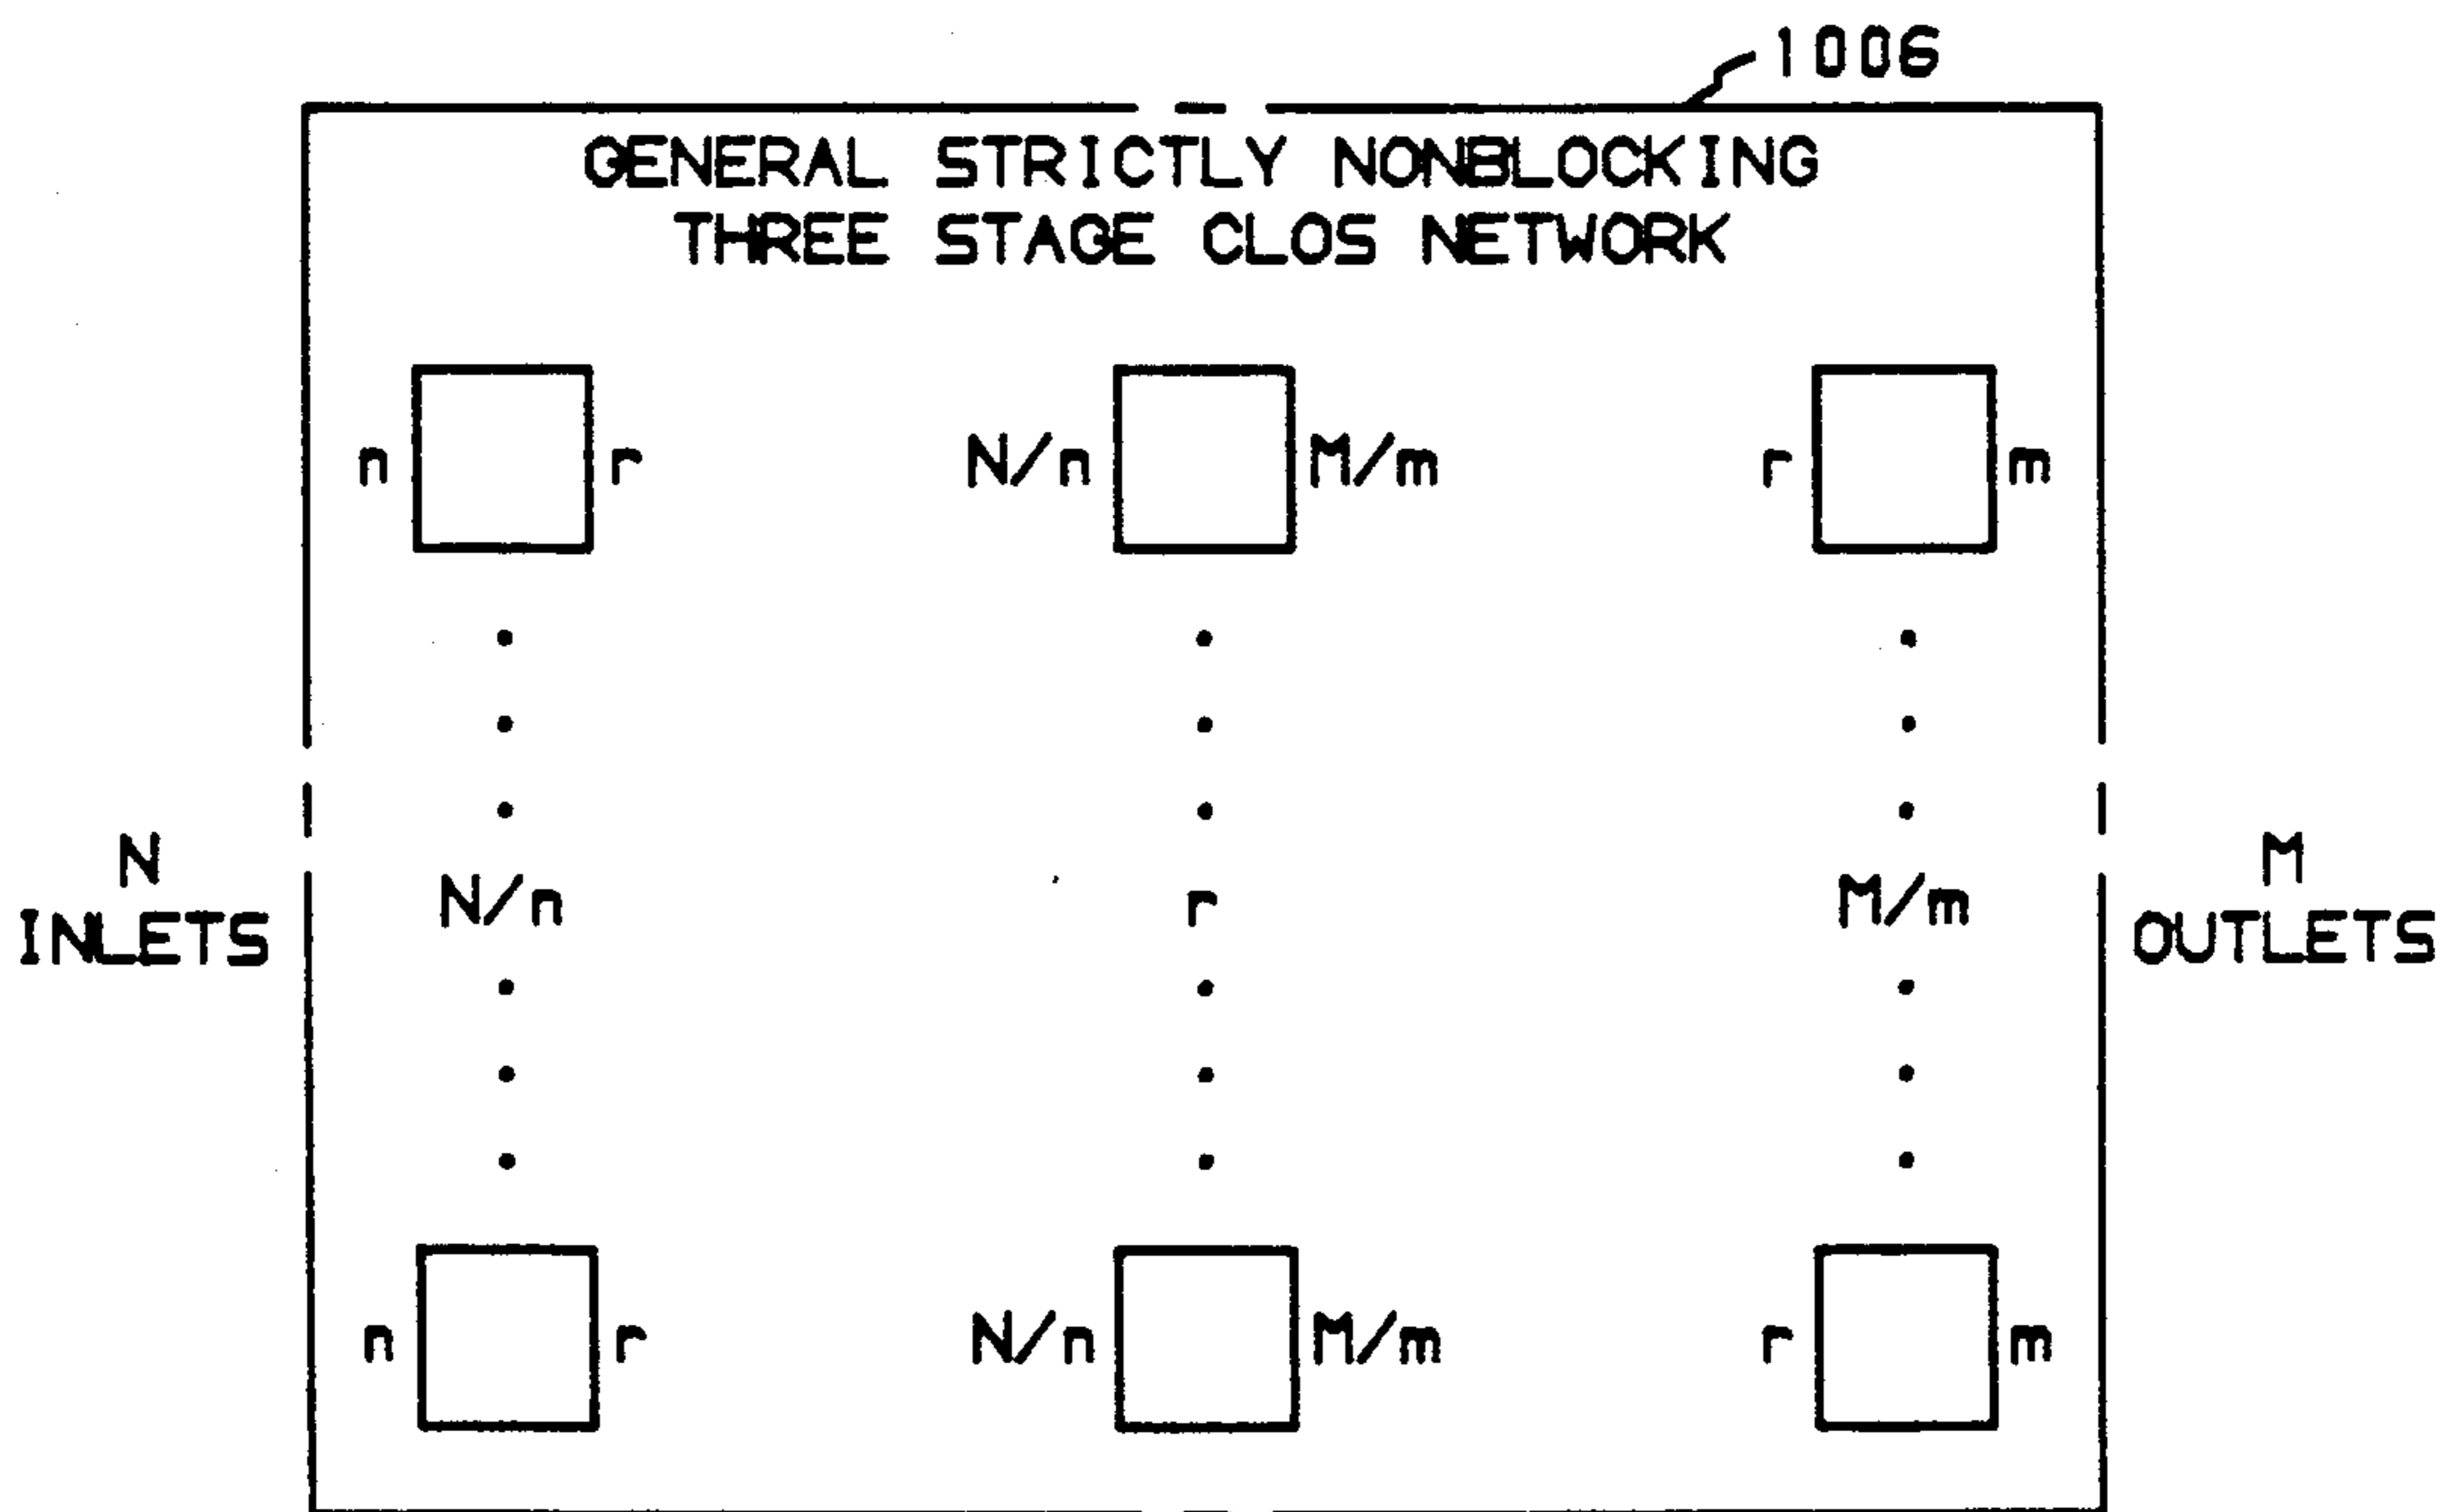 1006
GENERAL STRICTLY NONBLOCKING
THREE STAGE CLOS NETWORK
n r N/n M/m r m
N INLETS
N/n r M/m
M OUTLETS
n r N/n M/m r m